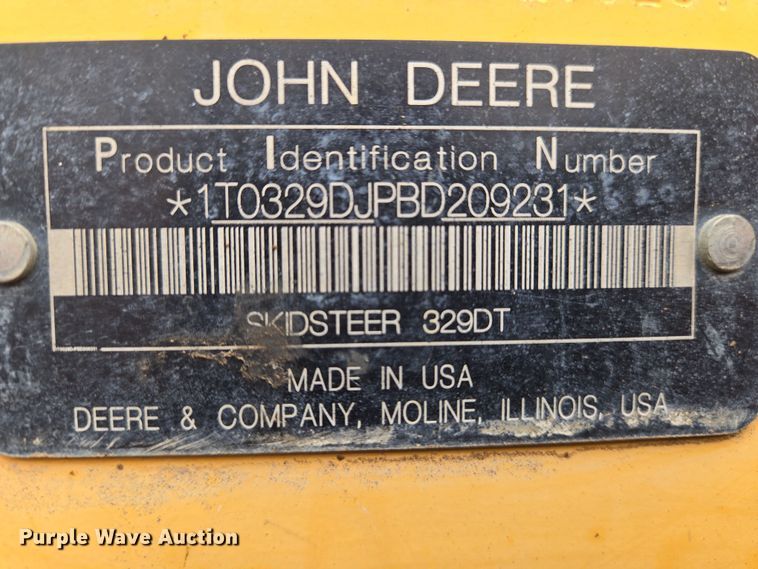 JOHN DEERE
Product Identification Number
*1T0329DJPBD209231*
SKIDSTEER 329DT
MADE IN USA
DEERE & COMPANY, MOLINE, ILLINOIS, USA
Purple Wave Auction